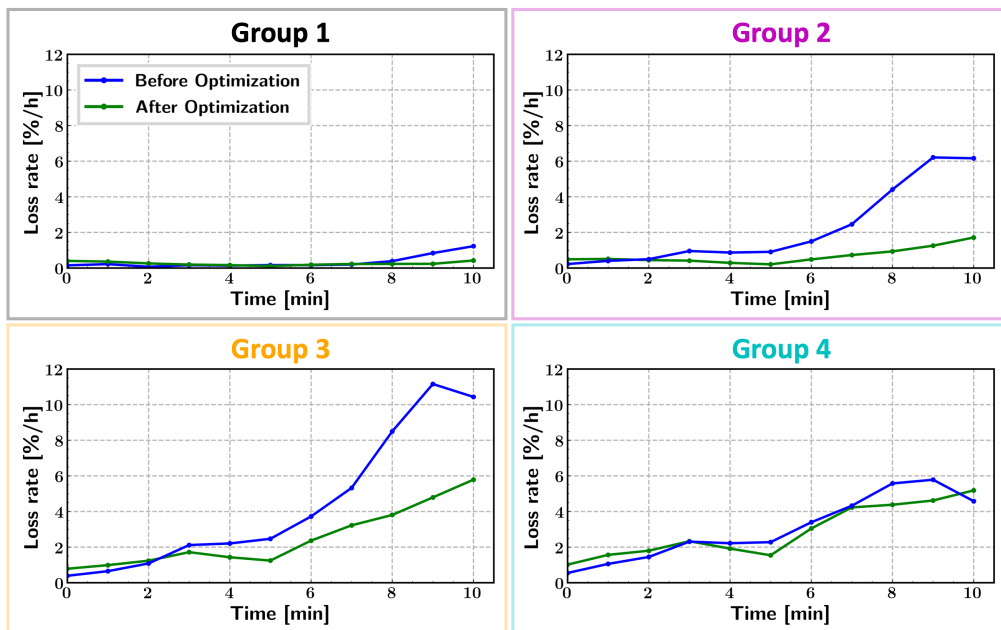 Group 1
12
10
8
6
4
2
0
Loss rate [%/h]
Before Optimization
After Optimization
0 2 4 6 8 10
Time [min]
Group 2
12
10
8
6
4
2
0
Loss rate [%/h]
0 2 4 6 8 10
Time [min]
Group 3
12
10
8
6
4
2
0
Loss rate [%/h]
0 2 4 6 8 10
Time [min]
Group 4
12
10
8
6
4
2
0
Loss rate [%/h]
0 2 4 6 8 10
Time [min]